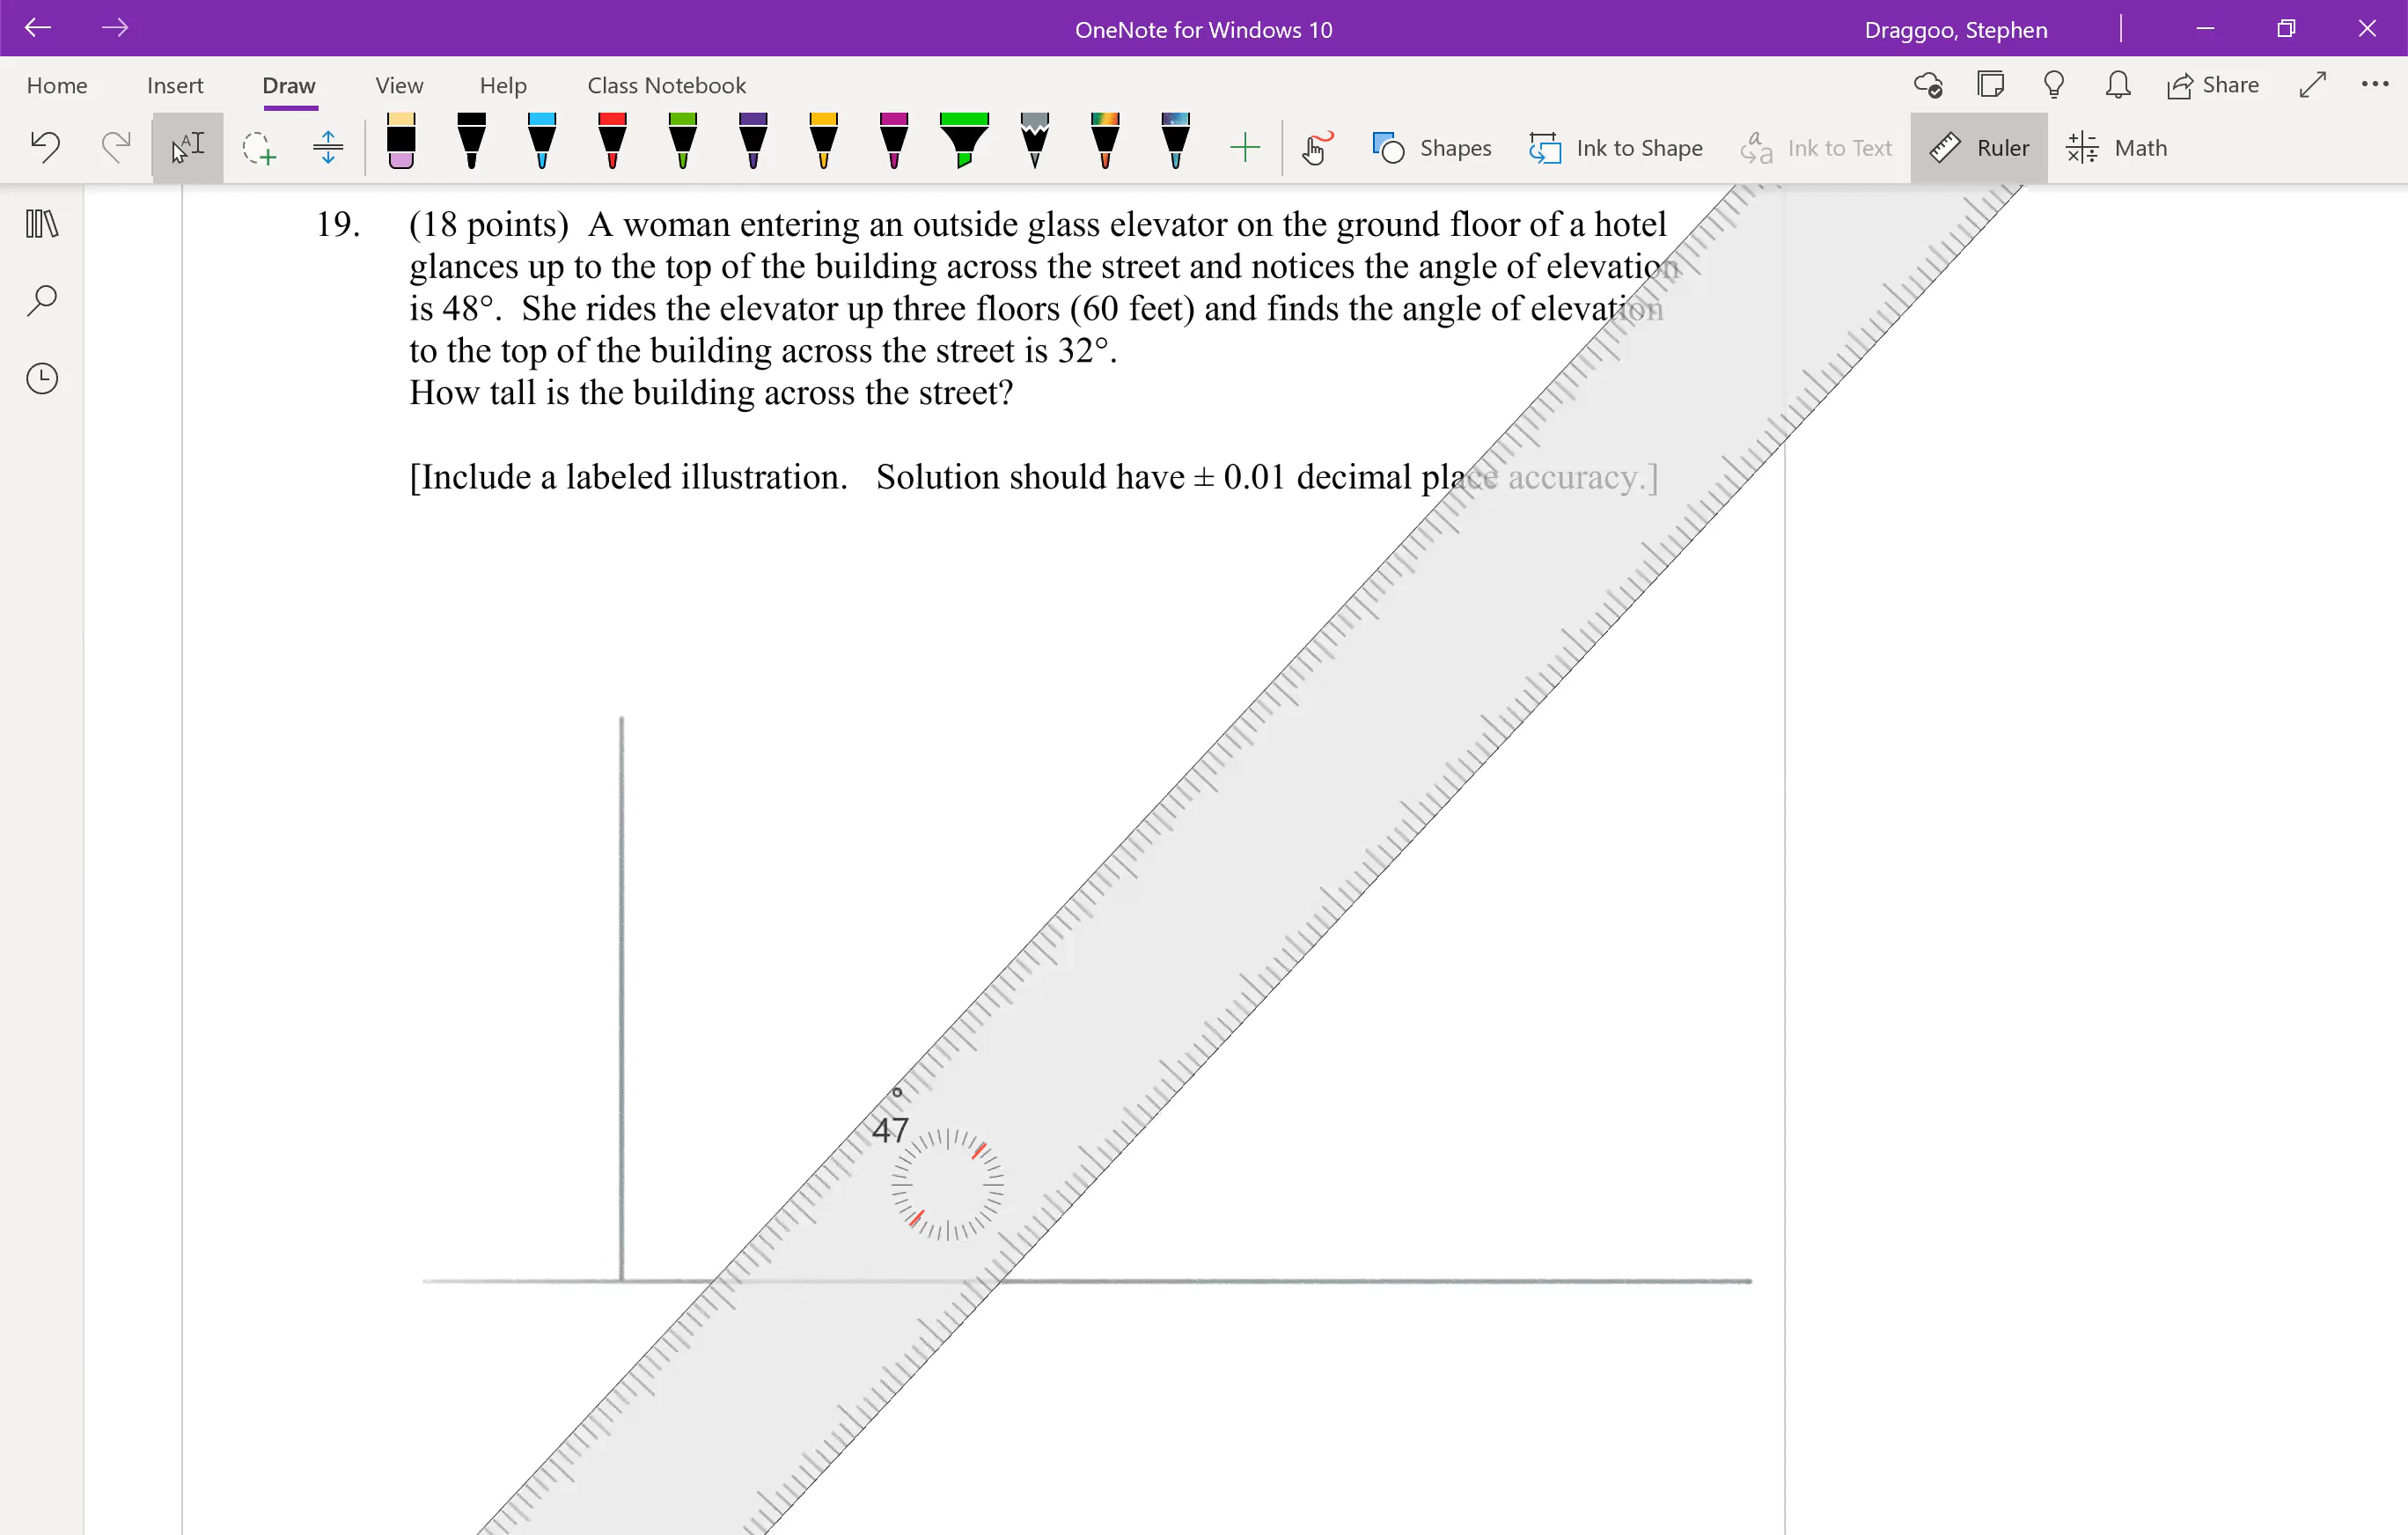 OneNote for Windows 10
Draggoo, Stephen
Home Insert Draw View Help Class Notebook
Share
AI
Shapes
Ink to Shape
a
a
Ink to Text
Ruler
Math
19. (18 points) A woman entering an outside glass elevator on the ground floor of a hotel
glances up to the top of the building across the street and notices the angle of elevation
is 48°. She rides the elevator up three floors (60 feet) and finds the angle of elevation
to the top of the building across the street is 32°.
How tall is the building across the street?
[Include a labeled illustration. Solution should have ± 0.01 decimal place accuracy.]
47°